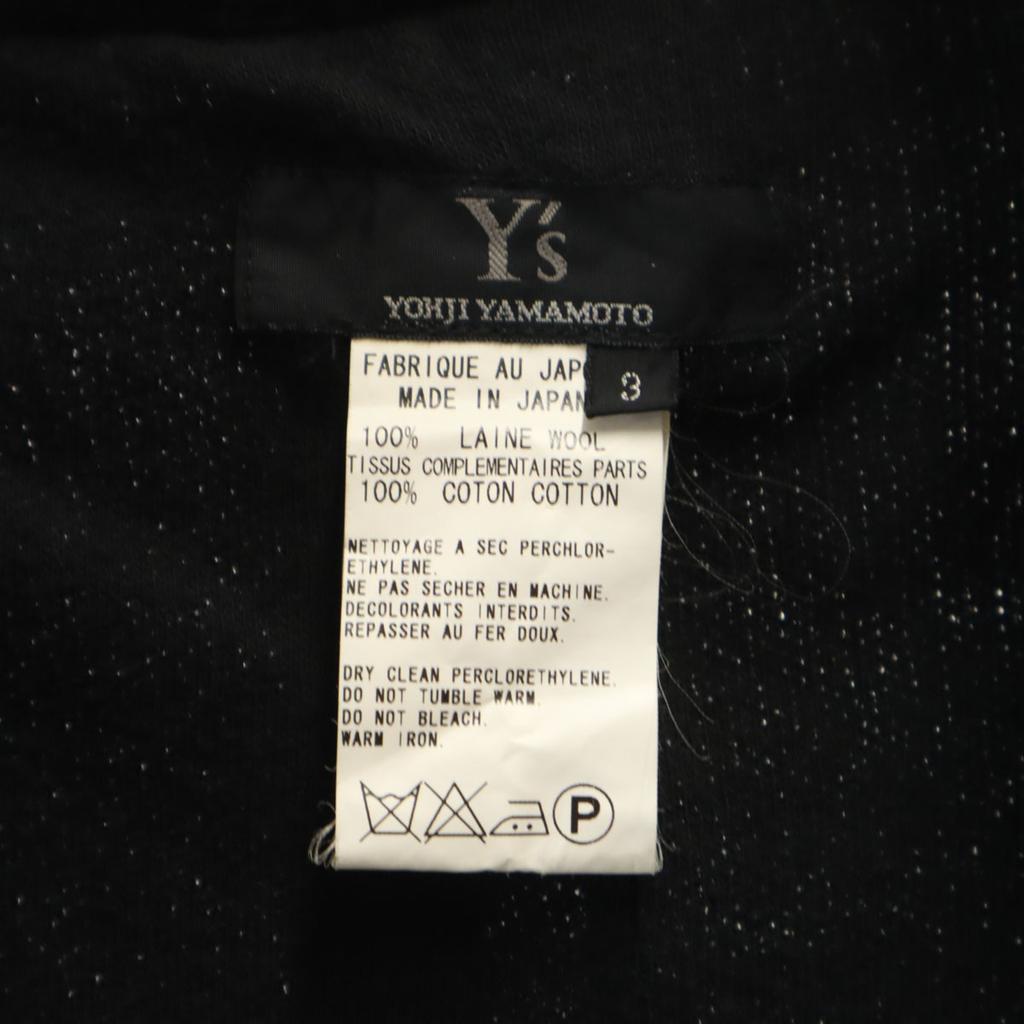 Y's
YOHJI YAMAMOTO
3
FABRIQUE AU JAP
MADE IN JAPAN
100% LAINE WOOL
TISSUS COMPLEMENTAIRES PARTS
100% COTON COTTON
NETTOYAGE A SEC PERCHLOR-
ETHYLENE.
NE PAS SECHER EN MACHINE.
DECOLORANTS INTERDITS.
REPASSER AU FER DOUX.
DRY CLEAN PERCLORETHYLENE.
DO NOT TUMBLE WARM.
DO NOT BLEACH.
WARM IRON.
P